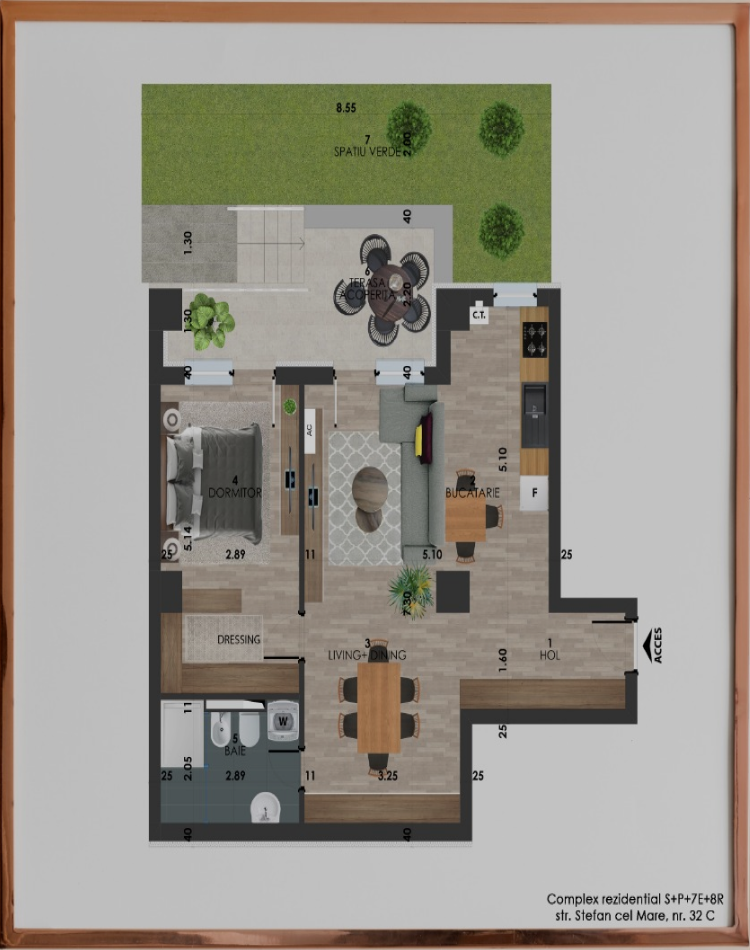 8.55
7
SPATIU VERDE
2.00
40
1.30
6
TERASA
ACOPERITA
2.20
1.30
C.T.
40
40
AC
5.10
4
DORMITOR
2
BUCATARIE
F
5.14
25
2.89
11
5.10
25
7.30
DRESSING
3
LIVING+DINING
1.60
1
HOL
ACCES
11
W
5
BAIE
25
2.05
25
2.89
11
3.25
25
40
40
Complex rezidential S+P+7E+8R
str. Stefan cel Mare, nr. 32 C